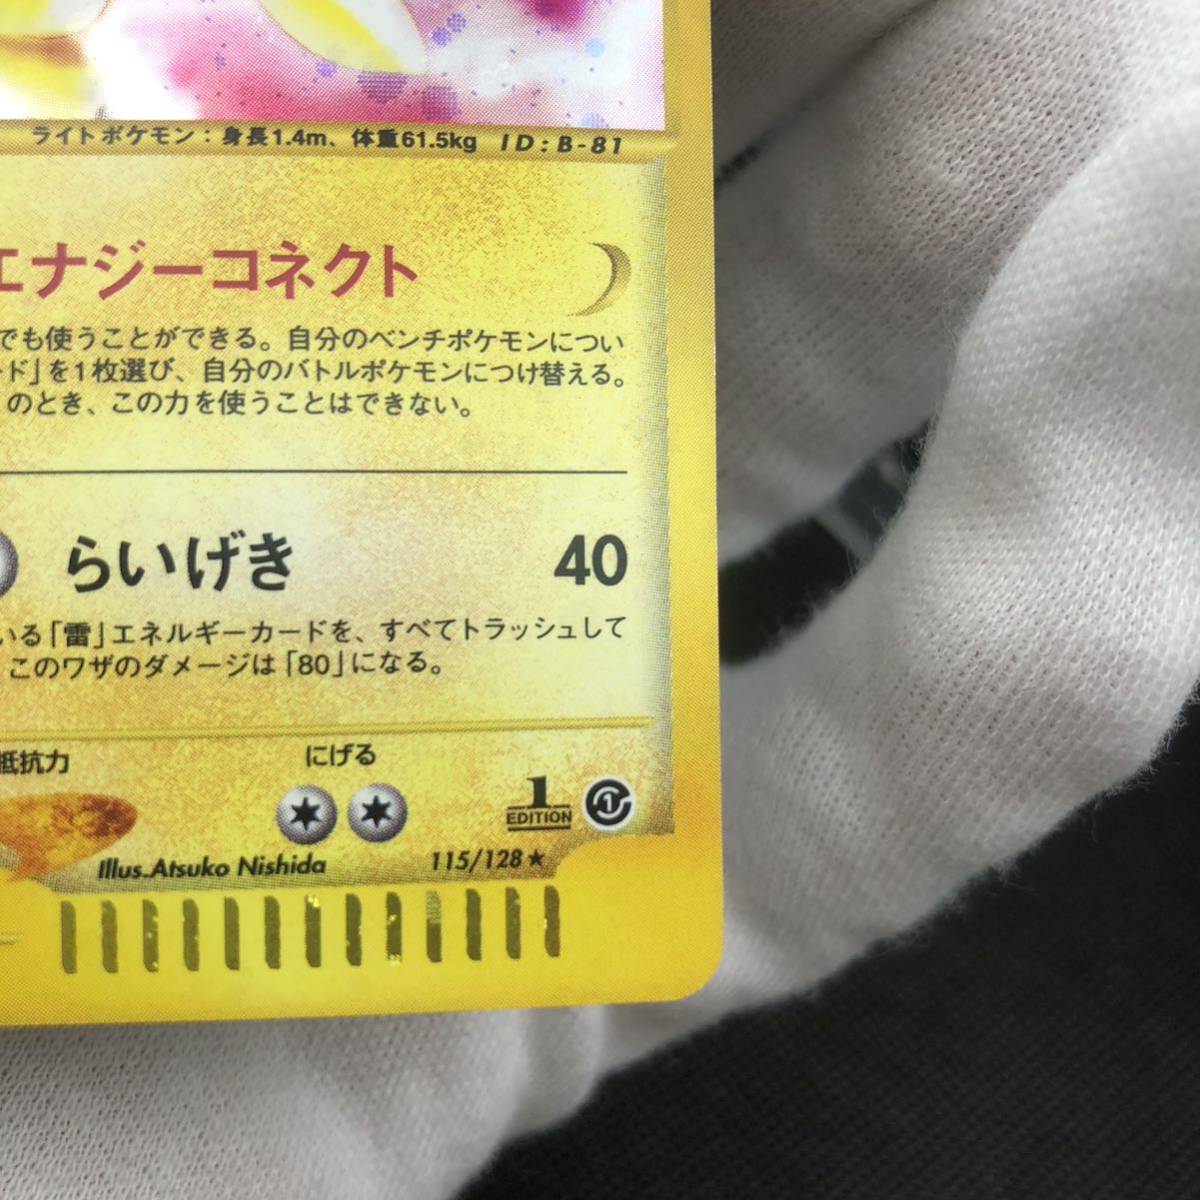 ライトポケモン：身長1.4m、体重61.5kg ID:B-81
エナジーコネクト
でも使うことができる。自分のベンチポケモンについ
ード」を1枚選び、自分のバトルポケモンにつけ替える。
のとき、この力を使うことはできない。
らいげき 40
いる「雷」エネルギーカードを、すべてトラッシュして
このワザのダメージは「80」になる。
抵抗力 にげる
1 EDITION 1
Illus. Atsuko Nishida 115/128★